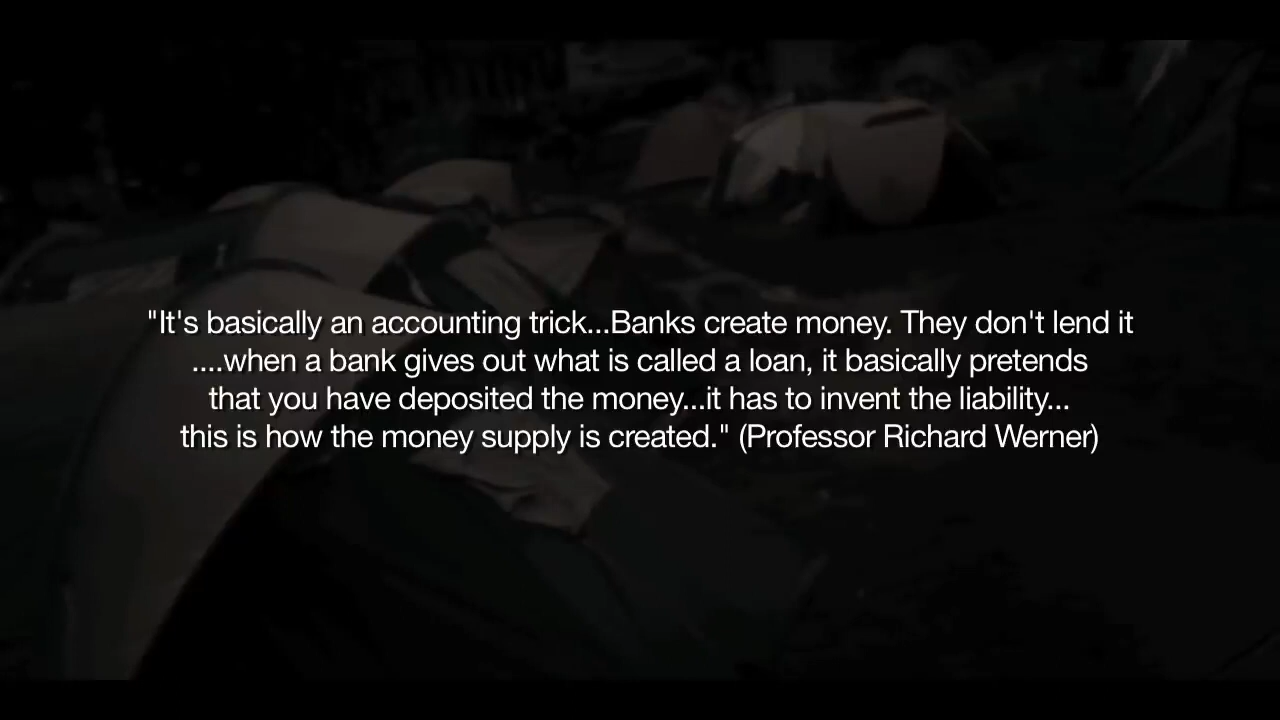 "It's basically an accounting trick...Banks create money. They don't lend it
....when a bank gives out what is called a loan, it basically pretends
that you have deposited the money...it has to invent the liability...
this is how the money supply is created." (Professor Richard Werner)